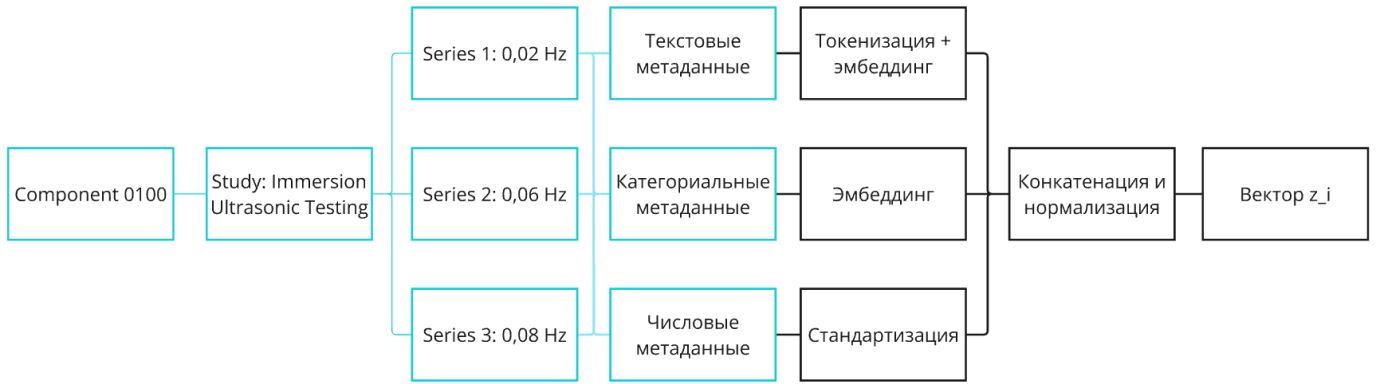 Component 0100
Study: Immersion
Ultrasonic Testing
Series 1: 0,02 Hz
Series 2: 0,06 Hz
Series 3: 0,08 Hz
Текстовые
метаданные
Категориальные
метаданные
Числовые
метаданные
Токенизация +
эмбеддинг
Эмбеддинг
Стандартизация
Конкатенация и
нормализация
Вектор z_i